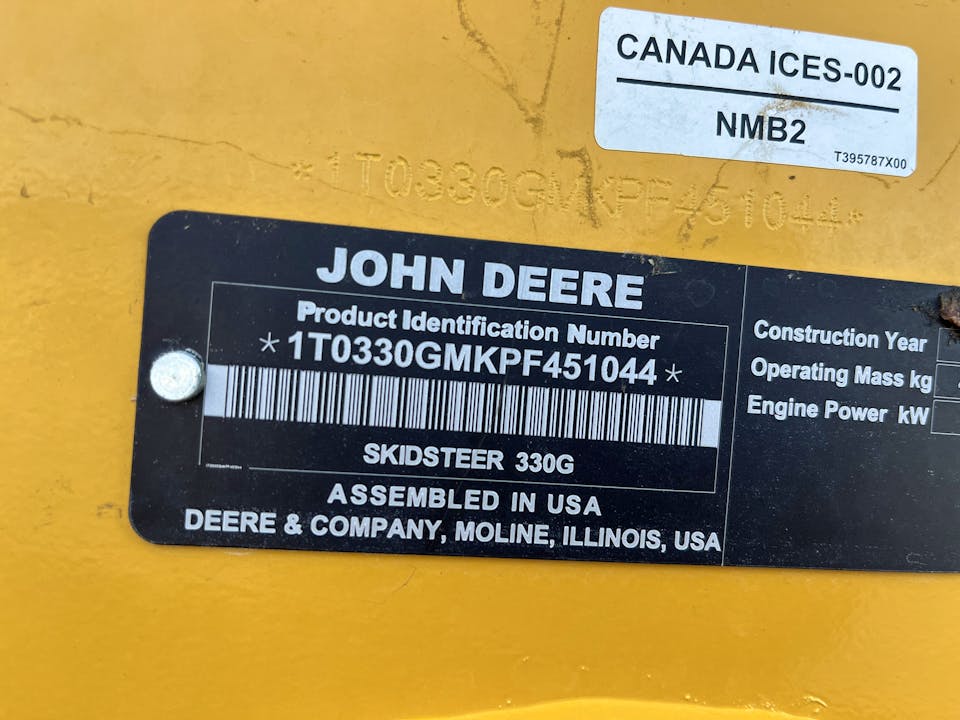 CANADA ICES-002
NMB2
T395787X00
*1T0330GMKPF451044*
JOHN DEERE
Product Identification Number
*1T0330GMKPF451044*
SKIDSTEER 330G
ASSEMBLED IN USA
DEERE & COMPANY, MOLINE, ILLINOIS, USA
Construction Year
Operating Mass kg
Engine Power kW